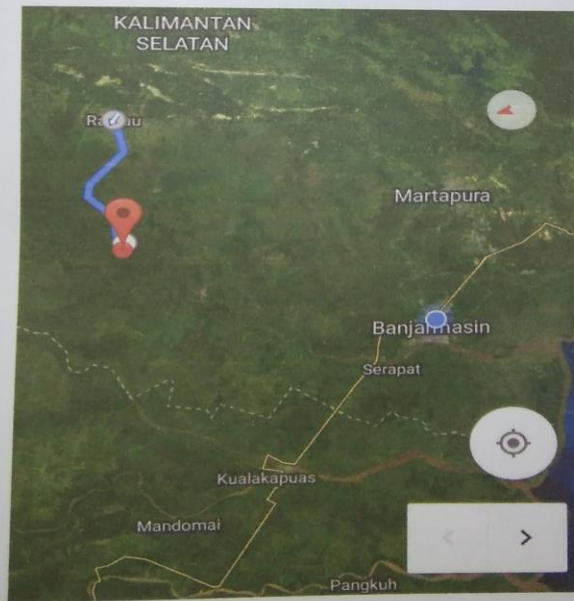 KALIMANTAN
SELATAN
Martapura
Banjarmasin
Serapat
Kualakapuas
Mandomai
Pangkuh